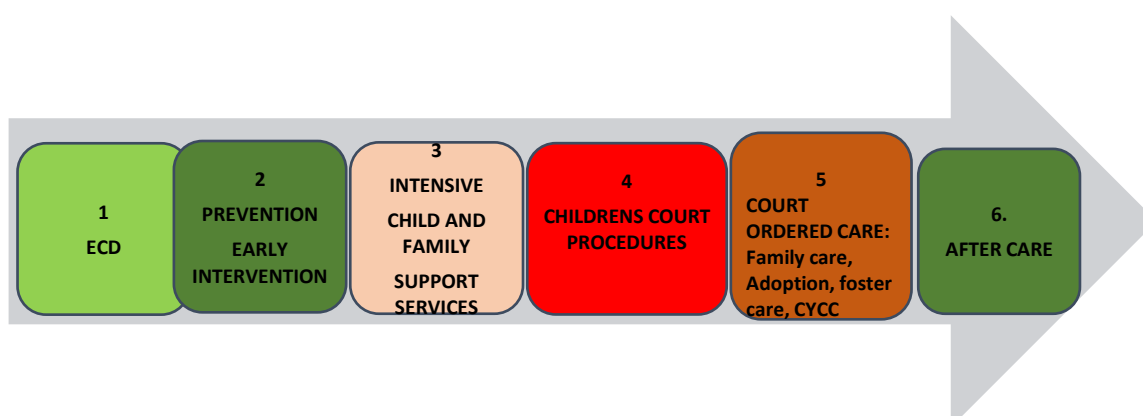 1
ECD
2
PREVENTION
EARLY
INTERVENTION
3
INTENSIVE
CHILD AND
FAMILY
SUPPORT
SERVICES
4
CHILDRENS COURT
PROCEDURES
5
COURT
ORDERED CARE:
Family care,
Adoption, foster
care, CYCC
6.
AFTER CARE